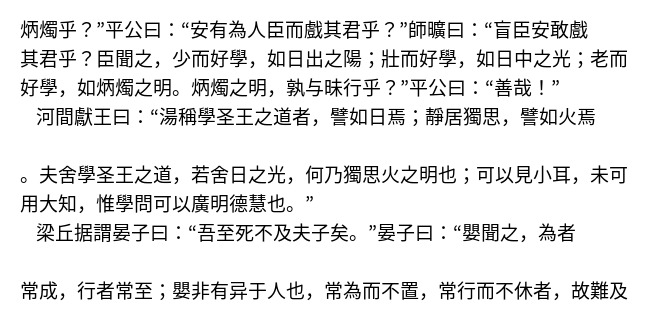 炳燭乎？”平公曰：“安有為人臣而戲其君乎？”師曠曰：“盲臣安敢戲
其君乎？臣聞之，少而好學，如日出之陽；壯而好學，如日中之光；老而
好學，如炳燭之明。炳燭之明，孰与昧行乎？”平公曰：“善哉！”
河間獻王曰：“湯稱學圣王之道者，譬如日焉；靜居獨思，譬如火焉
。夫舍學圣王之道，若舍日之光，何乃獨思火之明也；可以見小耳，未可
用大知，惟學問可以廣明德慧也。”
梁丘据謂晏子曰：“吾至死不及夫子矣。”晏子曰：“嬰聞之，為者
常成，行者常至；嬰非有异于人也，常為而不置，常行而不休者，故難及